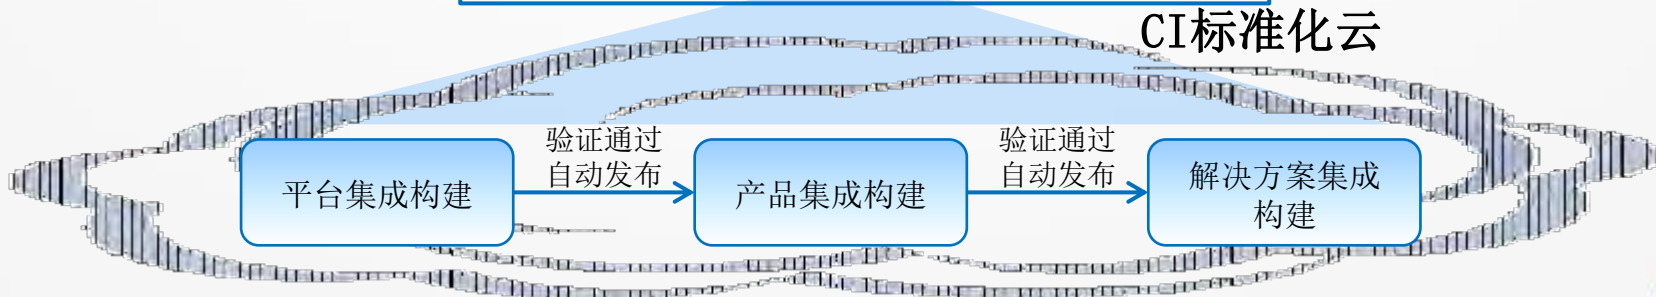 CI标准化云
验证通过
自动发布
验证通过
自动发布
平台集成构建
产品集成构建
解决方案集成
构建